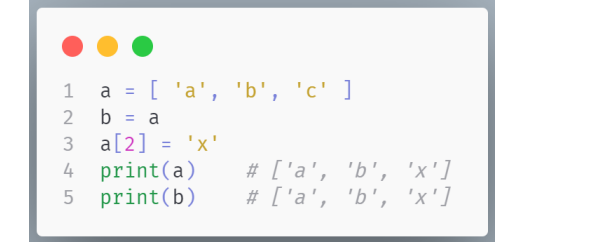 1 a = [ 'a', 'b', 'c' ]
2 b = a
3 a[2] = 'x'
4 print(a)    # ['a', 'b', 'x']
5 print(b)    # ['a', 'b', 'x']